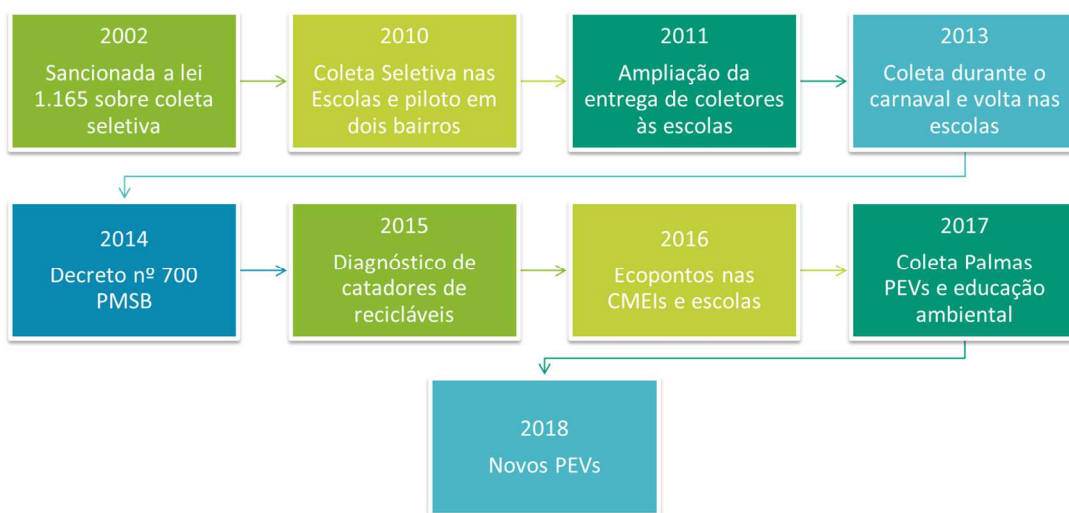 2002
Sancionada a lei
1.165 sobre coleta
seletiva
2010
Coleta Seletiva nas
Escolas e piloto em
dois bairros
2011
Ampliação da
entrega de coletores
às escolas
2013
Coleta durante o
carnaval e volta nas
escolas
2014
Decreto nº 700
PMSB
2015
Diagnóstico de
catadores de
recicláveis
2016
Ecopontos nas
CMEIs e escolas
2017
Coleta Palmas
PEVs e educação
ambiental
2018
Novos PEVs